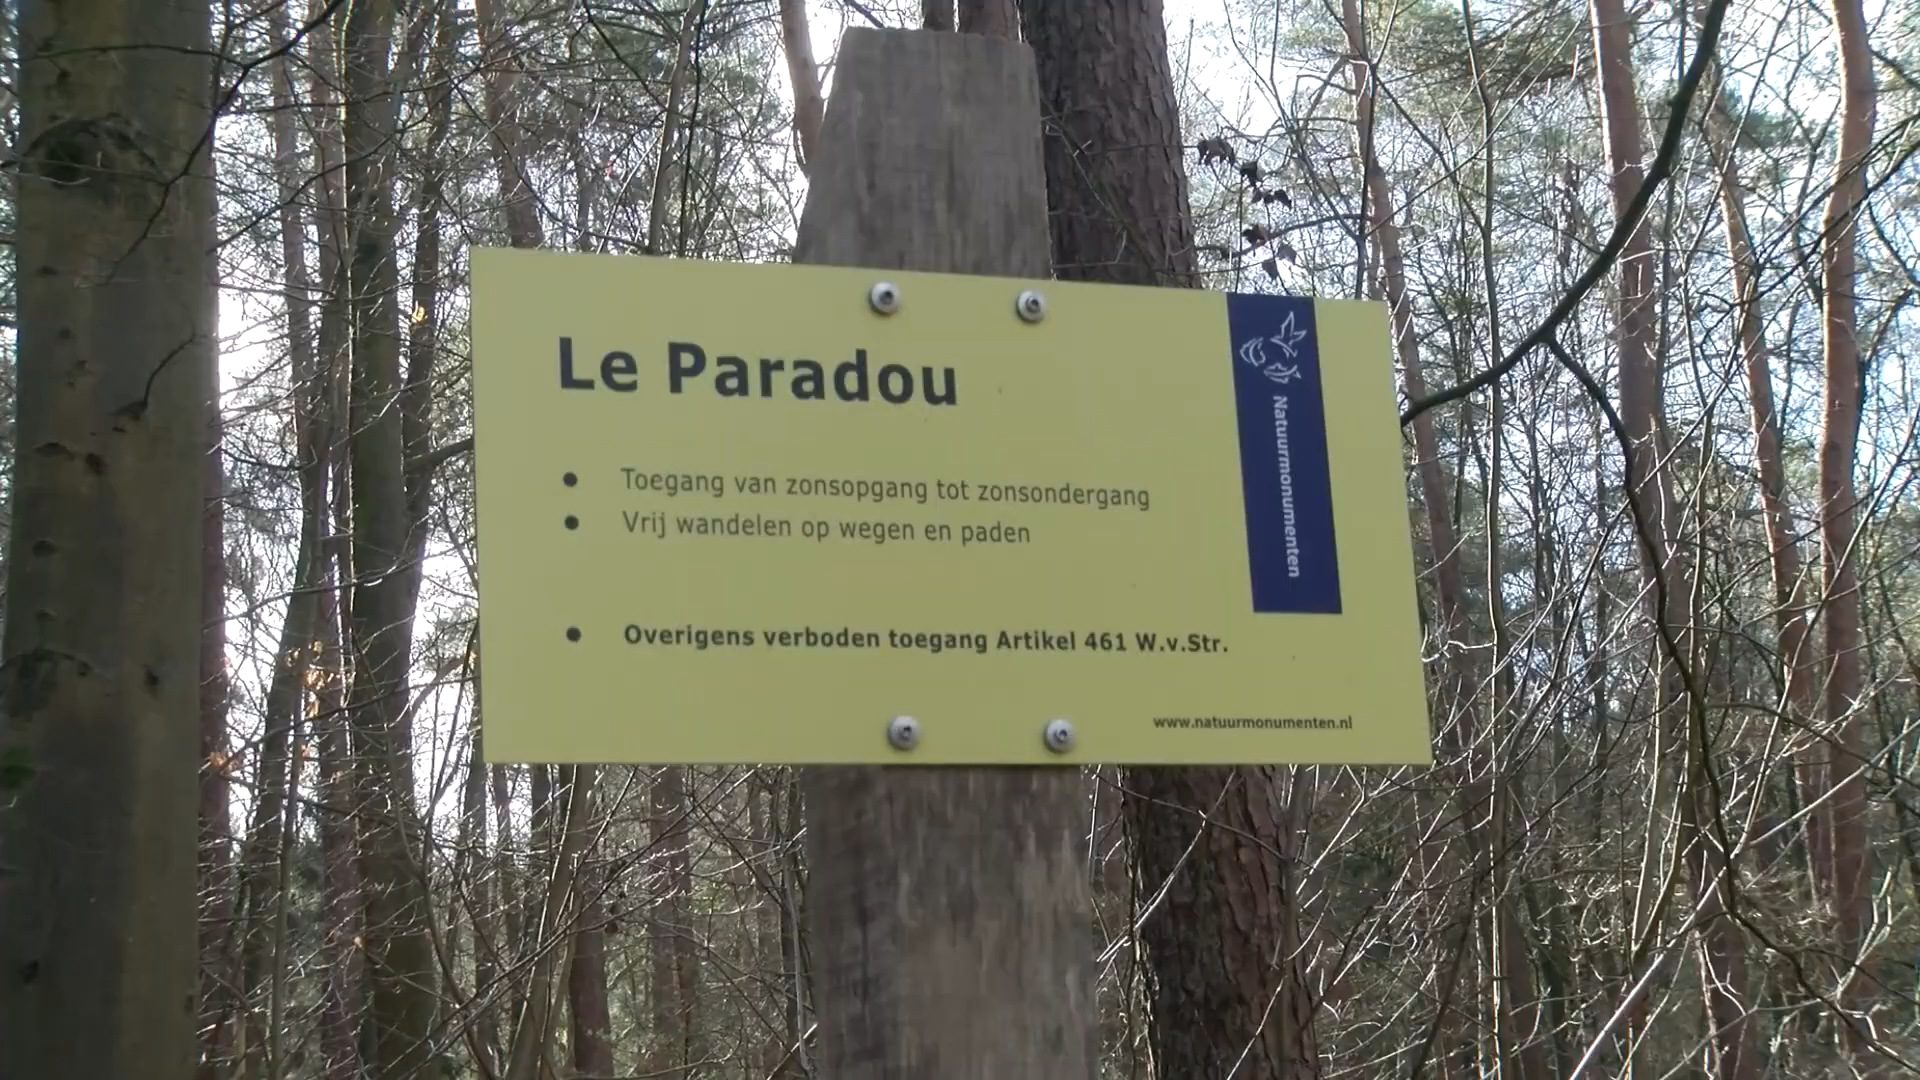 Le Paradou
Natuurmonumenten
• Toegang van zonsopgang tot zonsondergang
• Vrij wandelen op wegen en paden
• Overigens verboden toegang Artikel 461 W.v.Str.
www.natuurmonumenten.nl